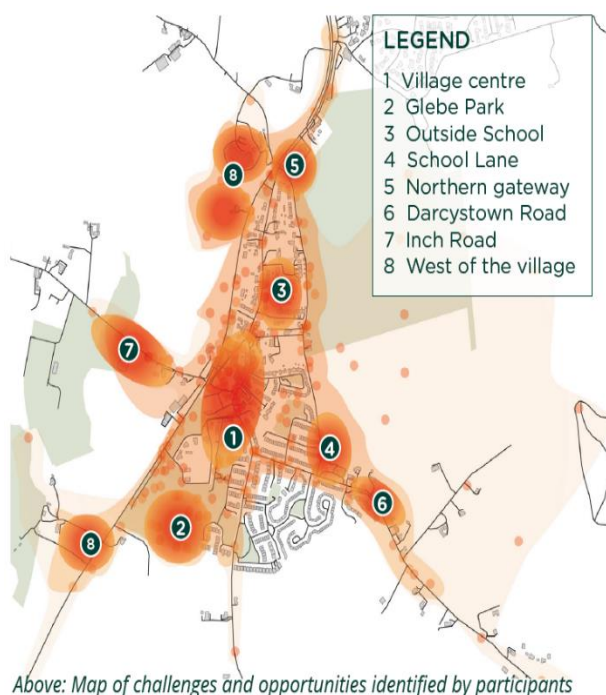 LEGEND
1 Village centre
2 Glebe Park
3 Outside School
4 School Lane
5 Northern gateway
6 Darcystown Road
7 Inch Road
8 West of the village
8
5
3
7
1
4
6
2
8
Above: Map of challenges and opportunities identified by participants